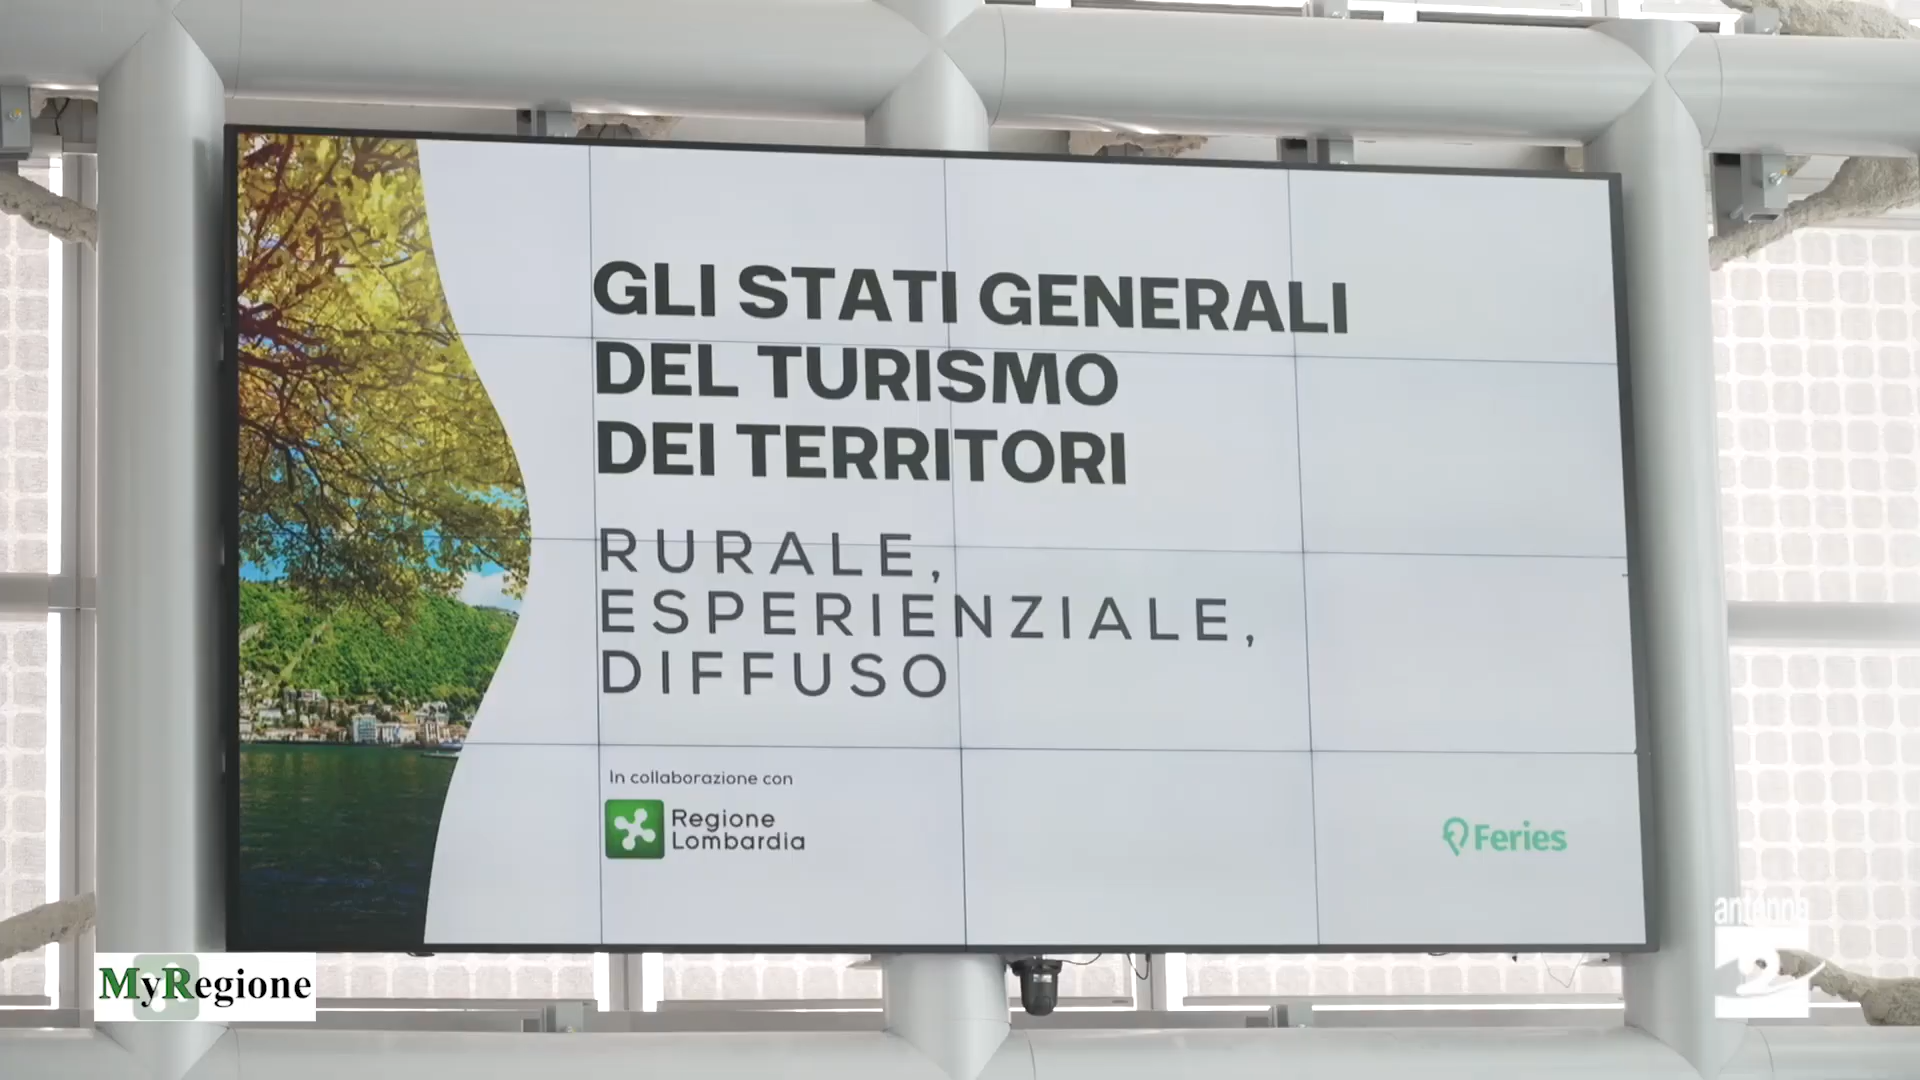 GLI STATI GENERALI
DEL TURISMO
DEI TERRITORI
RURALE,
ESPERIENZIALE,
DIFFUSO
In collaborazione con
Regione
Lombardia
Feries
antenna
2
MyRegione